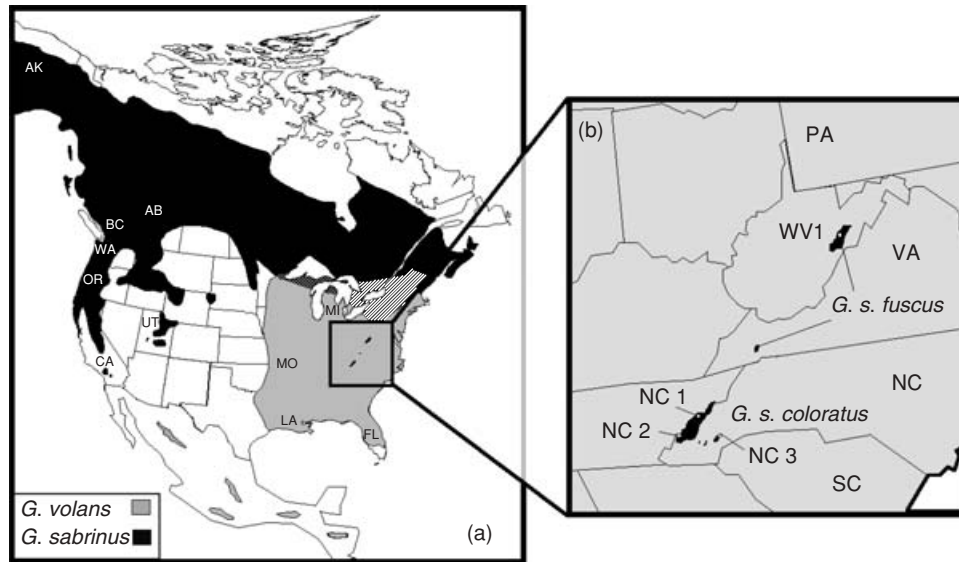 AK
AB
BC
WA
OR
UT
CA
MI
MO
LA
FL
G. volans
G. sabrinus
(a)
(b)
PA
WV1
VA
G. s. fuscus
NC 1
NC
G. s. coloratus
NC 2
NC 3
SC